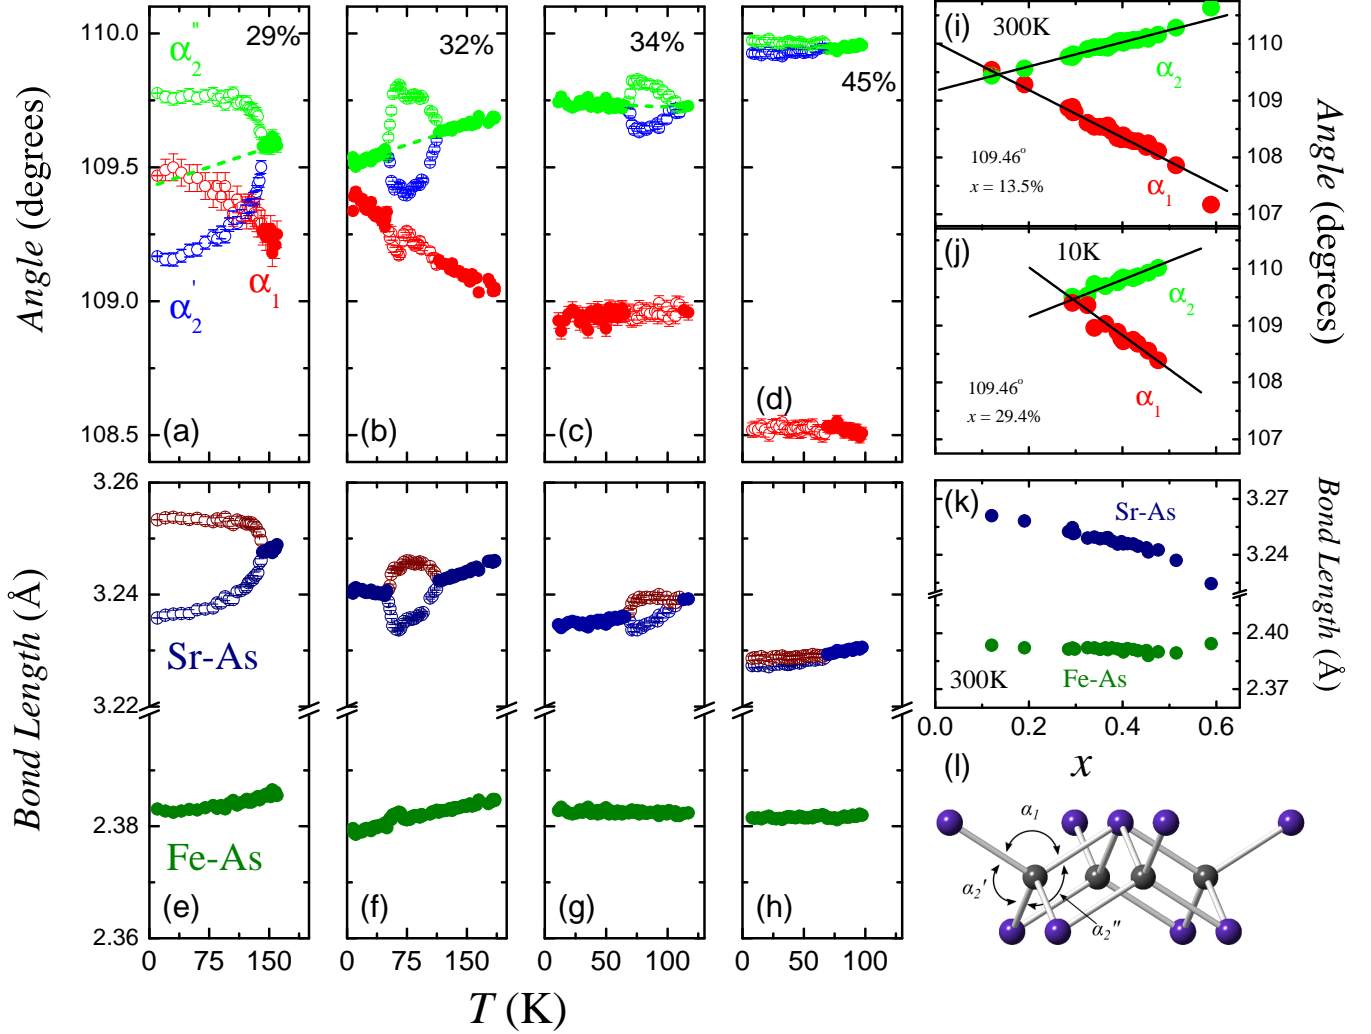 Angle (degrees)
110.0
109.5
109.0
108.5
α₂''
29%
α₂'
α₁
(a)
32%
(b)
34%
(c)
45%
(d)
(i)
300K
α₂
α₁
109.46°
x = 13.5%
110
109
108
107
Angle (degrees)
(j)
10K
α₂
α₁
109.46°
x = 29.4%
110
109
108
107
Bond Length (Å)
3.26
3.24
3.22
2.38
2.36
Sr-As
Fe-As
(e)
(f)
(g)
(h)
0 75 150
0 75 150
0 50 100
0 50 100
T (K)
(k)
Sr-As
Fe-As
300K
3.27
3.24
2.40
2.37
Bond Length (Å)
0.0 0.2 0.4 0.6
x
(l)
α₁
α₂'
α₂''